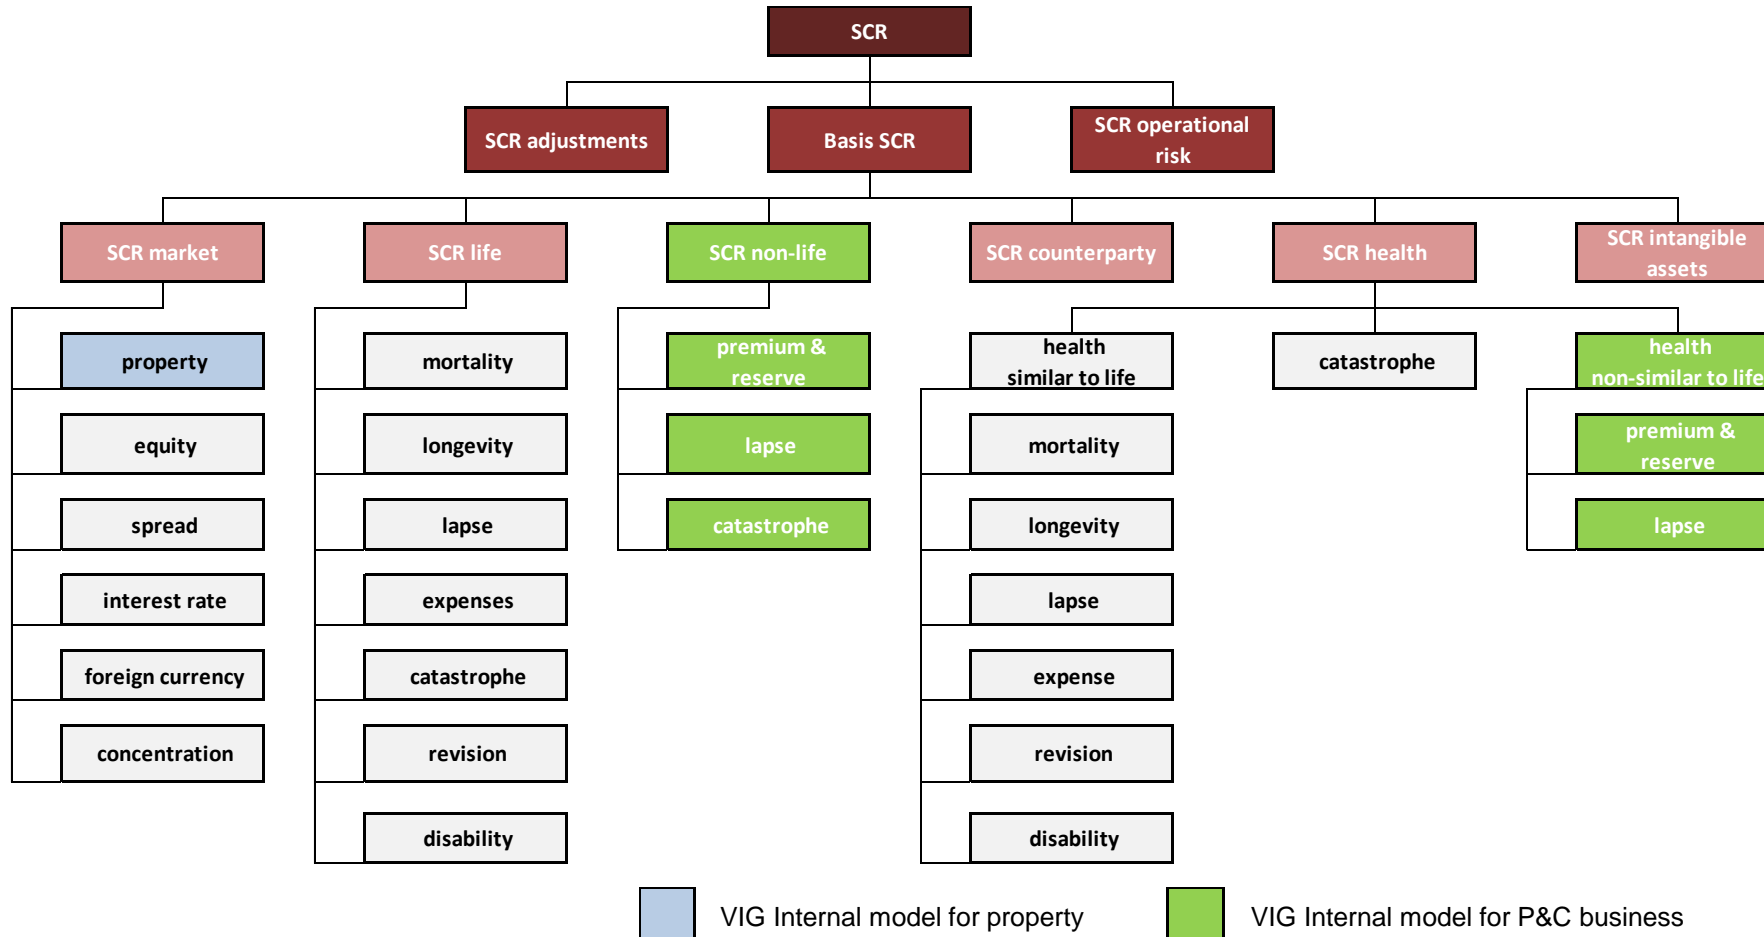 SCR
SCR adjustments
Basis SCR
SCR operational
risk
SCR market
SCR life
SCR non-life
SCR counterparty
SCR health
SCR intangible
assets
property
equity
spread
interest rate
foreign currency
concentration
mortality
longevity
lapse
expenses
catastrophe
revision
disability
premium &
reserve
lapse
catastrophe
health
similar to life
mortality
longevity
lapse
expense
revision
disability
catastrophe
health
non-similar to life
premium &
reserve
lapse
VIG Internal model for property
VIG Internal model for P&C business